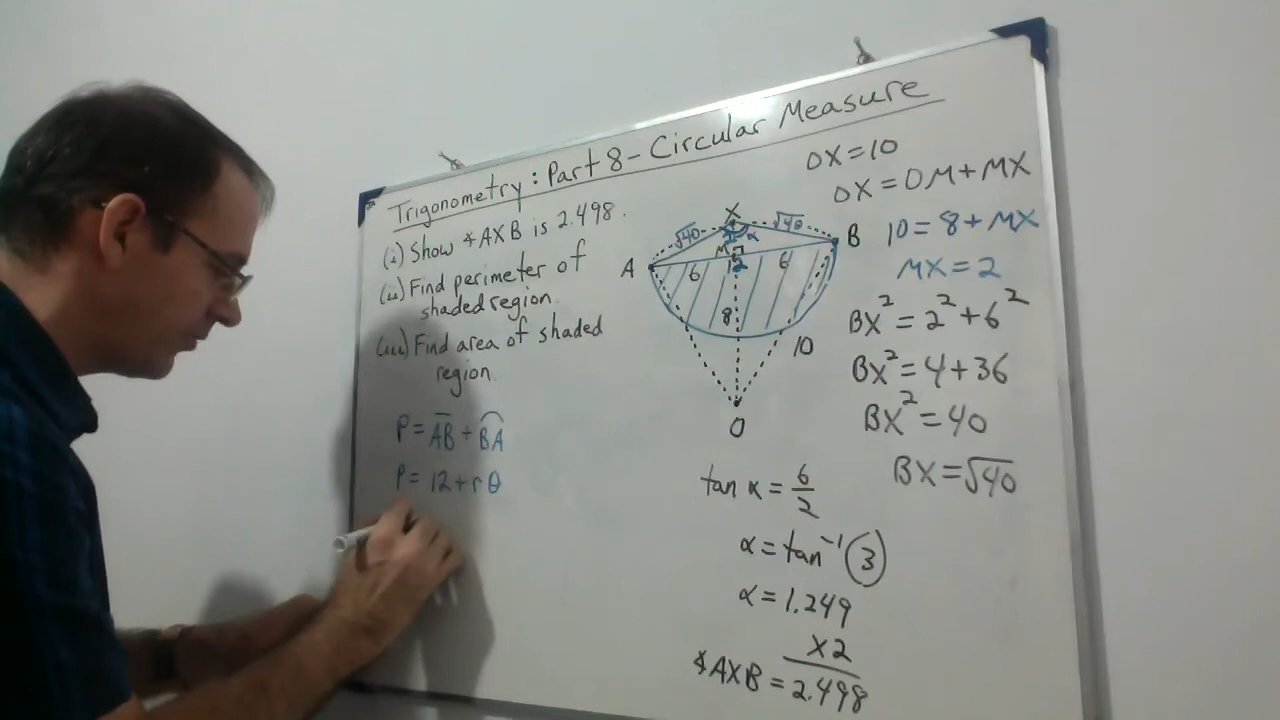 Trigonometry: Part 8 - Circular Measure
(i) Show ∡AXB is 2.498.
(ii) Find perimeter of
shaded region.
(iii) Find area of shaded
region.
P = AB + BA
P = 12 + rθ
X
√40
√40
α
M
A
B
6
12
6
8
10
O
OX = 10
OX = OM + MX
10 = 8 + MX
MX = 2
BX² = 2² + 6²
BX² = 4 + 36
BX² = 40
BX = √40
tan α = 6/2
α = tan⁻¹(3)
α = 1.249
x2
∡AXB = 2.498